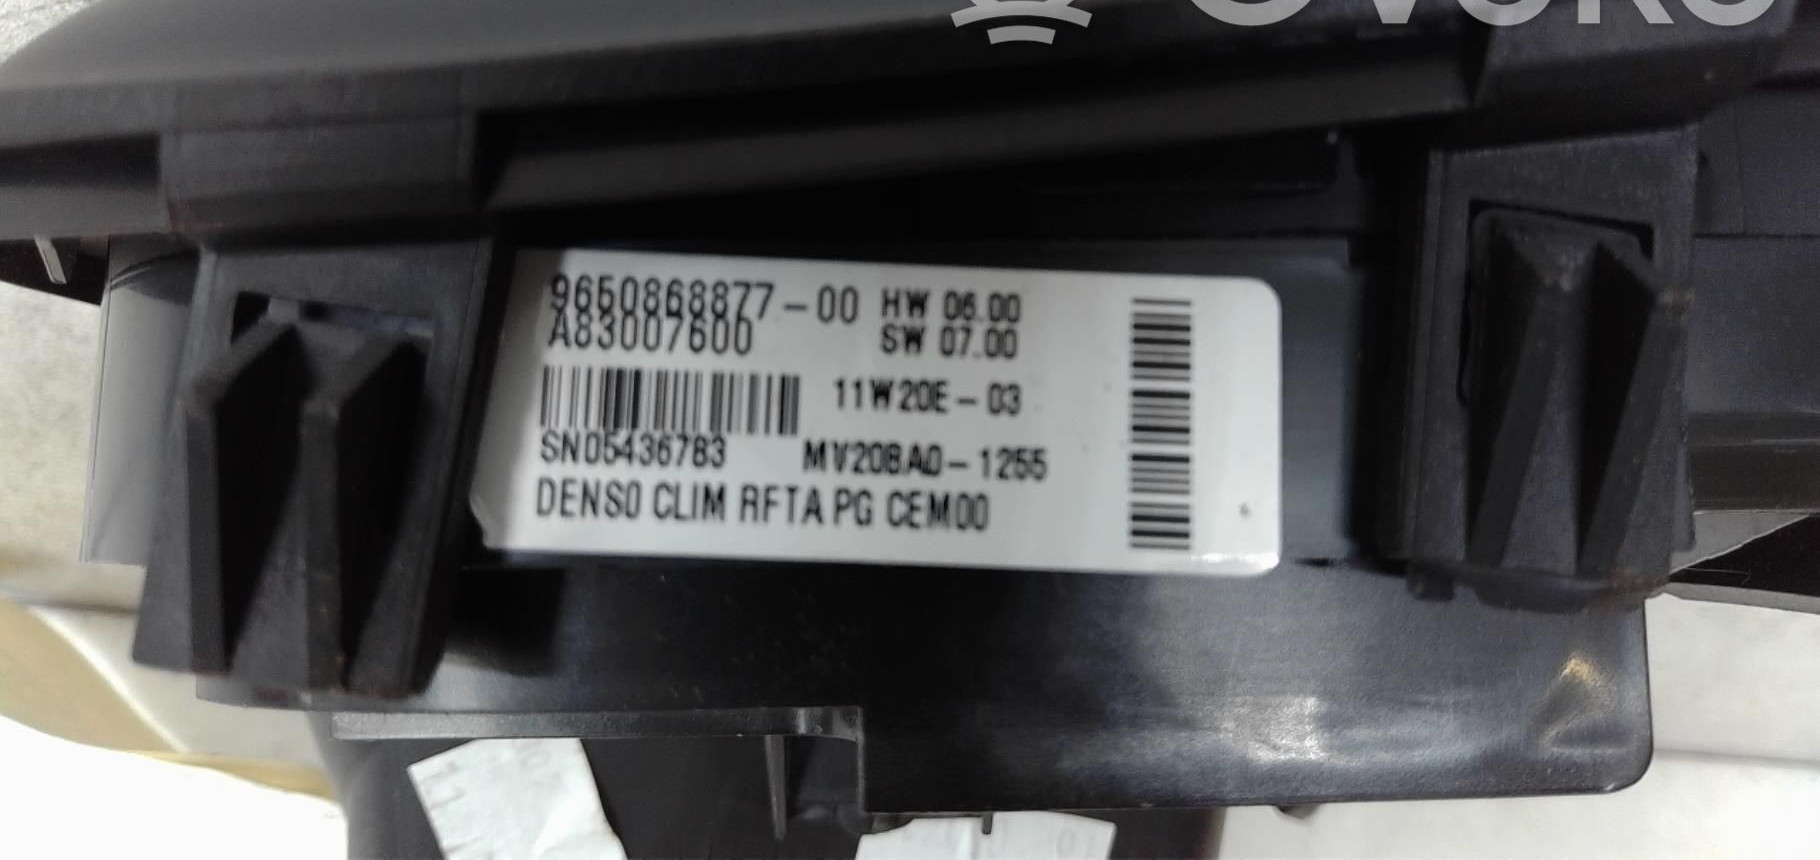 9650868877-00 HW 06.00
A83007600 SW 07.00
11W20E-03
SN05436783 MV20BA0-1255
DENSO CLIM RFTA PG CEM00